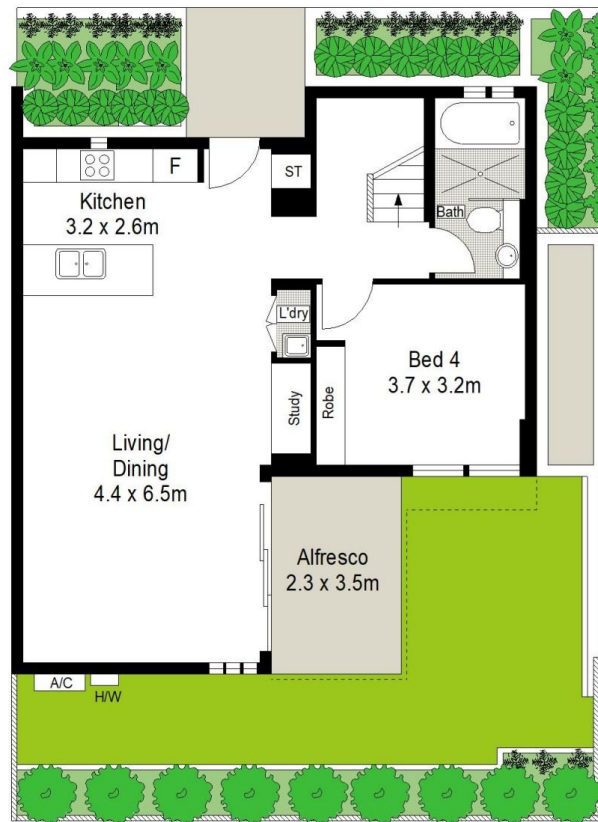 F
ST
Kitchen
3.2 x 2.6m
Bath
L'dry
Bed 4
3.7 x 3.2m
Study
Robe
Living/
Dining
4.4 x 6.5m
Alfresco
2.3 x 3.5m
A/C
H/W